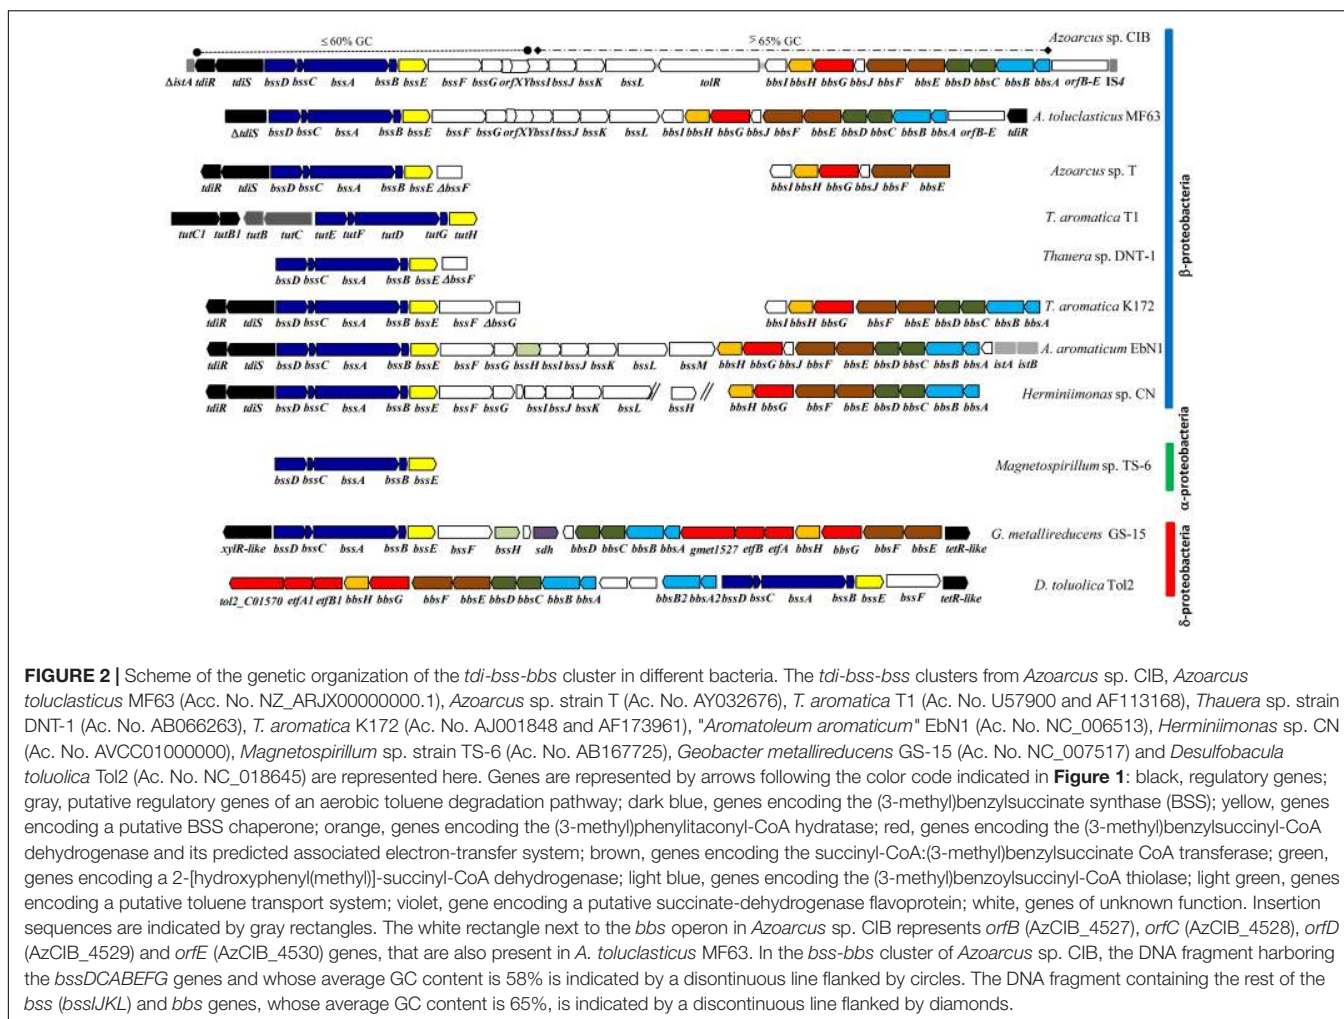 ≤60% GC
≥65% GC
Azoarcus sp. CIB
ΔistA tdiR tdiS bssD bssC bssA bssB bssE bssF bssG orfXY bssI bssJ bssK bssL tolR bbsI bbsH bbsG bbsJ bbsF bbsE bbsD bbsC bbsB bbsA orfB-E IS4
A. toluclasticus MF63
ΔtdiS bssD bssC bssA bssB bssE bssF bssG orfXY bssI bssJ bssK bssL bbsI bbsH bbsG bbsJ bbsF bbsE bbsD bbsC bbsB bbsA orfB-E tdiR
Azoarcus sp. T
tdiR tdiS bssD bssC bssA bssB bssE ΔbssF bbsI bbsH bbsG bbsJ bbsF bbsE
T. aromatica T1
tutC1 tutB1 tutB tutC tutE tutF tutD tutG tutH
Thauera sp. DNT-1
bssD bssC bssA bssB bssE ΔbssF
T. aromatica K172
tdiR tdiS bssD bssC bssA bssB bssE bssF ΔbssG bbsI bbsH bbsG bbsF bbsE bbsD bbsC bbsB bbsA
A. aromaticum EbN1
tdiR tdiS bssD bssC bssA bssB bssE bssF bssG bssH bssI bssJ bssK bssL bssM bbsH bbsG bbsJ bbsF bbsE bbsD bbsC bbsB bbsA istA istB
Herminiimonas sp. CN
tdiR tdiS bssD bssC bssA bssB bssE bssF bssG bssI bssJ bssK bssL // bssH // bbsH bbsG bbsF bbsE bbsD bbsC bbsB bbsA
β-proteobacteria
Magnetospirillum sp. TS-6
bssD bssC bssA bssB bssE
α-proteobacteria
G. metallireducens GS-15
xylR-like bssD bssC bssA bssB bssE bssF bssH sdh bbsD bbsC bbsB bbsA gmet1527 etfB etfA bbsH bbsG bbsF bbsE tetR-like
D. toluolica Tol2
tol2_C01570 etfA1 etfB1 bbsH bbsG bbsF bbsE bbsD bbsC bbsB bbsA bbsB2 bbsA2 bssD bssC bssA bssB bssE bssF tetR-like
δ-proteobacteria
FIGURE 2 | Scheme of the genetic organization of the tdi-bss-bbs cluster in different bacteria. The tdi-bss-bss clusters from Azoarcus sp. CIB, Azoarcus
toluclasticus MF63 (Acc. No. NZ_ARJX00000000.1), Azoarcus sp. strain T (Ac. No. AY032676), T. aromatica T1 (Ac. No. U57900 and AF113168), Thauera sp. strain
DNT-1 (Ac. No. AB066263), T. aromatica K172 (Ac. No. AJ001848 and AF173961), "Aromatoleum aromaticum" EbN1 (Ac. No. NC_006513), Herminiimonas sp. CN
(Ac. No. AVCC01000000), Magnetospirillum sp. strain TS-6 (Ac. No. AB167725), Geobacter metallireducens GS-15 (Ac. No. NC_007517) and Desulfobacula
toluolica Tol2 (Ac. No. NC_018645) are represented here. Genes are represented by arrows following the color code indicated in Figure 1: black, regulatory genes;
gray, putative regulatory genes of an aerobic toluene degradation pathway; dark blue, genes encoding the (3-methyl)benzylsuccinate synthase (BSS); yellow, genes
encoding a putative BSS chaperone; orange, genes encoding the (3-methyl)phenylitaconyl-CoA hydratase; red, genes encoding the (3-methyl)benzylsuccinyl-CoA
dehydrogenase and its predicted associated electron-transfer system; brown, genes encoding the succinyl-CoA:(3-methyl)benzylsuccinate CoA transferase; green,
genes encoding a 2-[hydroxyphenyl(methyl)]-succinyl-CoA dehydrogenase; light blue, genes encoding the (3-methyl)benzoylsuccinyl-CoA thiolase; light green, genes
encoding a putative toluene transport system; violet, gene encoding a putative succinate-dehydrogenase flavoprotein; white, genes of unknown function. Insertion
sequences are indicated by gray rectangles. The white rectangle next to the bbs operon in Azoarcus sp. CIB represents orfB (AzCIB_4527), orfC (AzCIB_4528), orfD
(AzCIB_4529) and orfE (AzCIB_4530) genes, that are also present in A. toluclasticus MF63. In the bss-bbs cluster of Azoarcus sp. CIB, the DNA fragment harboring
the bssDCABEFG genes and whose average GC content is 58% is indicated by a disontinuous line flanked by circles. The DNA fragment containing the rest of the
bss (bssIJKL) and bbs genes, whose average GC content is 65%, is indicated by a discontinuous line flanked by diamonds.